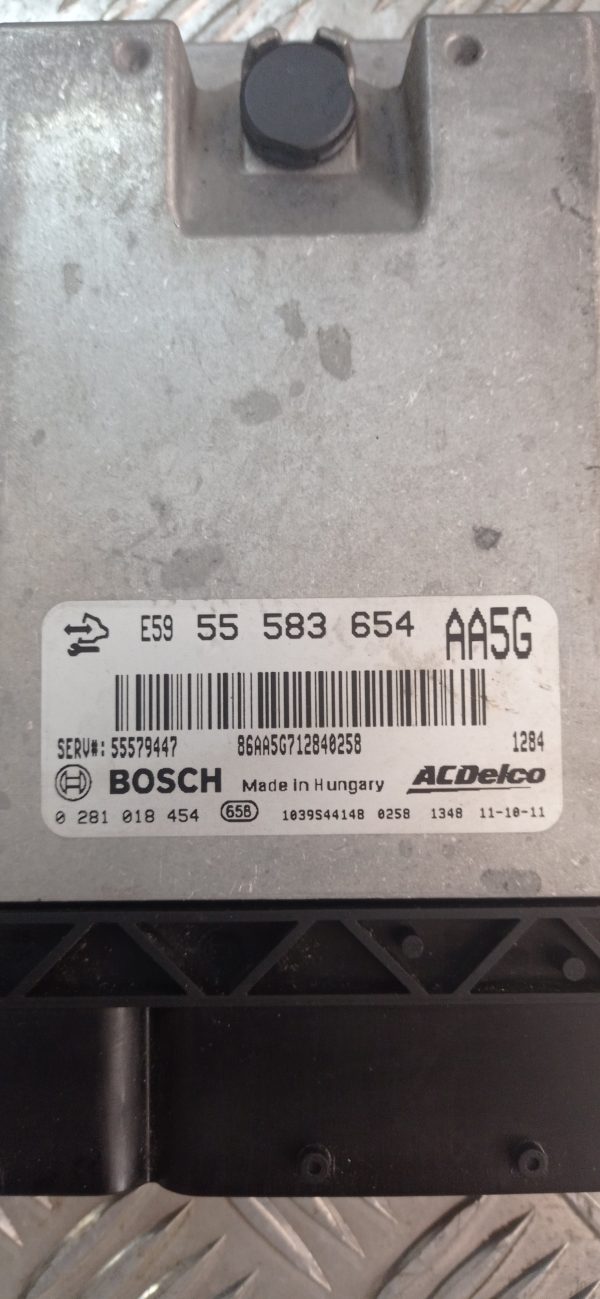 E59 55 583 654 AA5G
SERV#: 55579447 86AA5G712840258 1284
BOSCH Made in Hungary ACDelco
0 281 018 454 65B 1039S44148 0258 1348 11-10-11